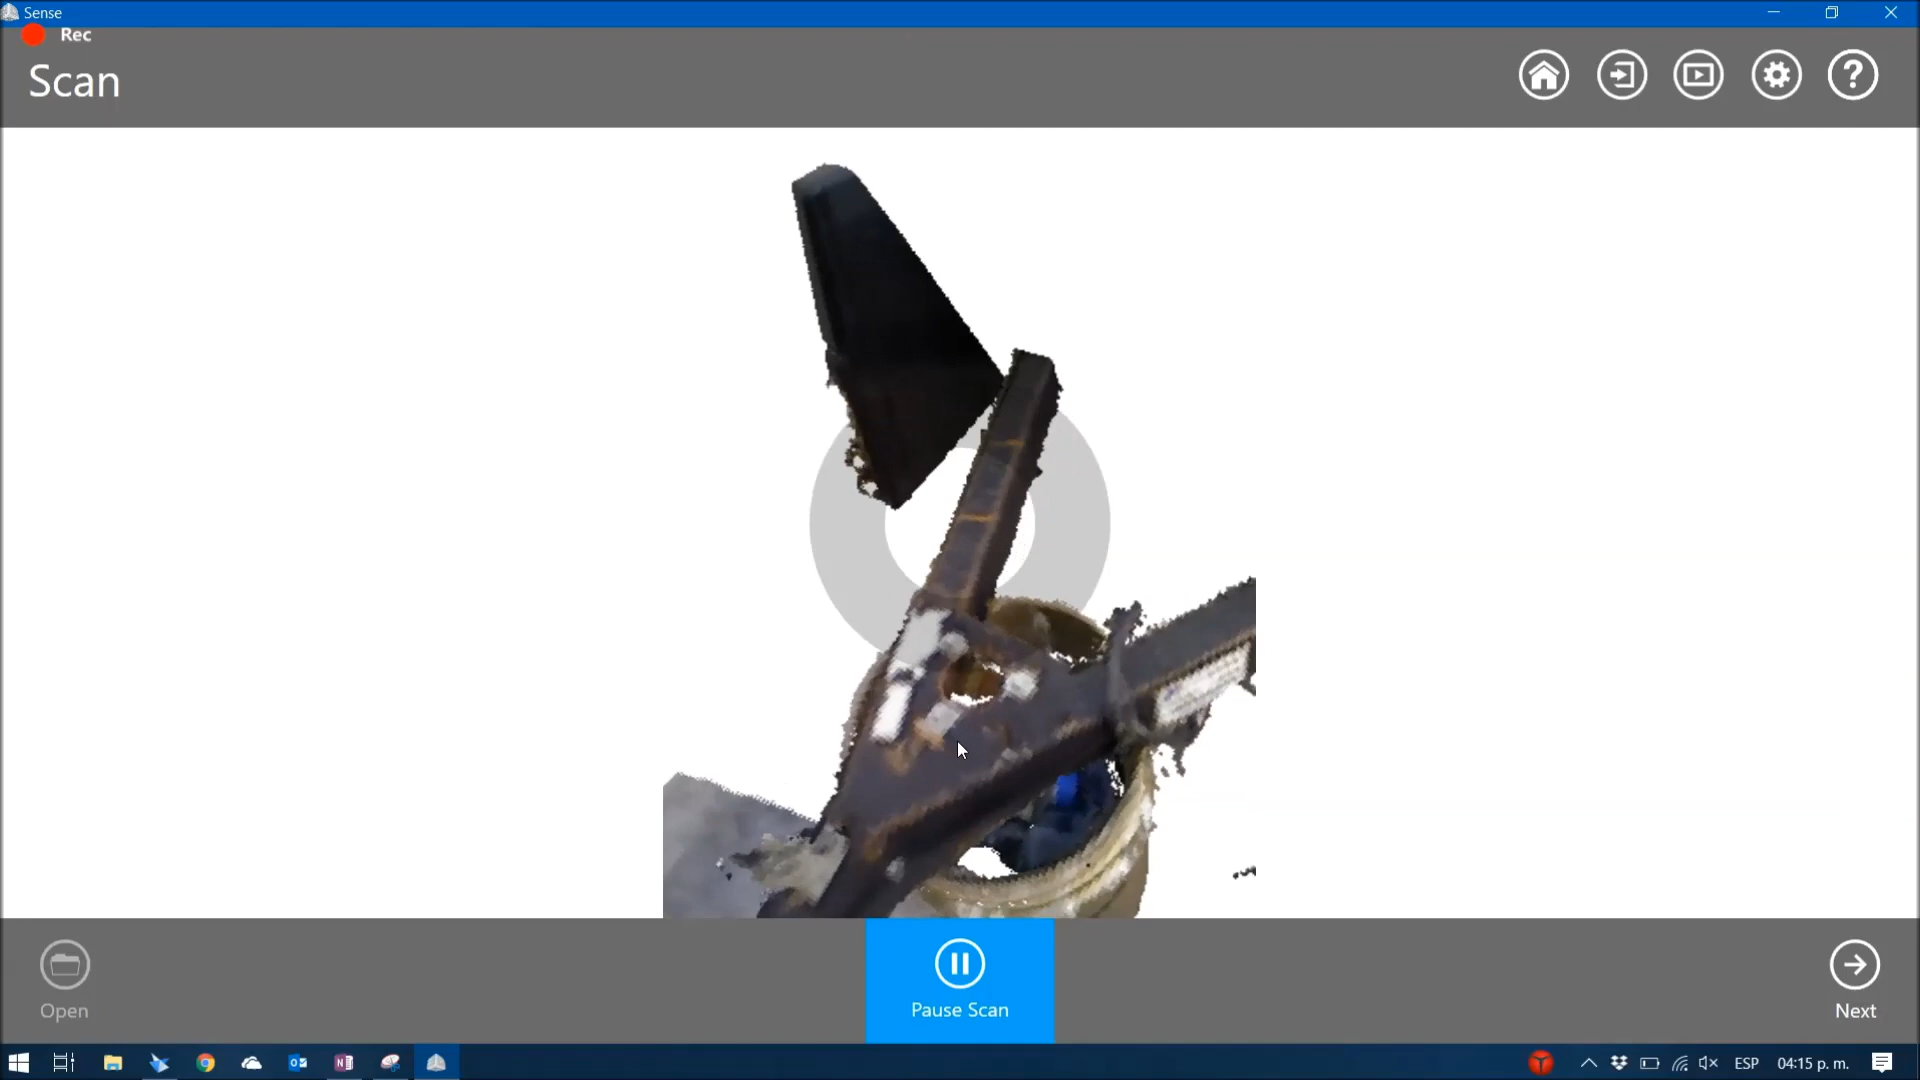 Sense
Rec
Scan
Open
Pause Scan
Next
ESP
04:15 p. m.